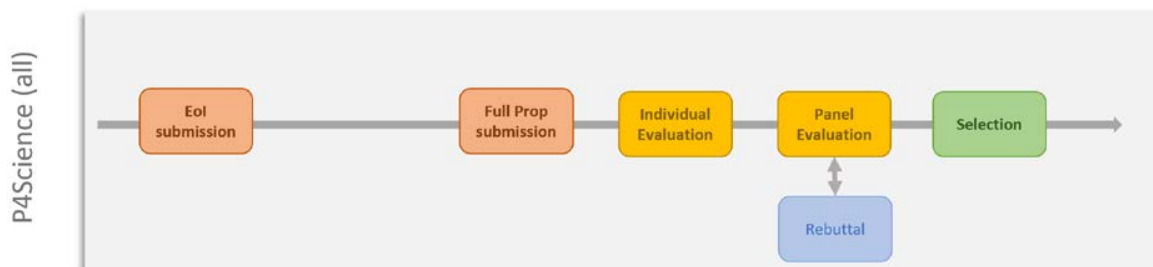 P4Science (all)
EoI
submission
Full Prop
submission
Individual
Evaluation
Panel
Evaluation
Selection
Rebuttal